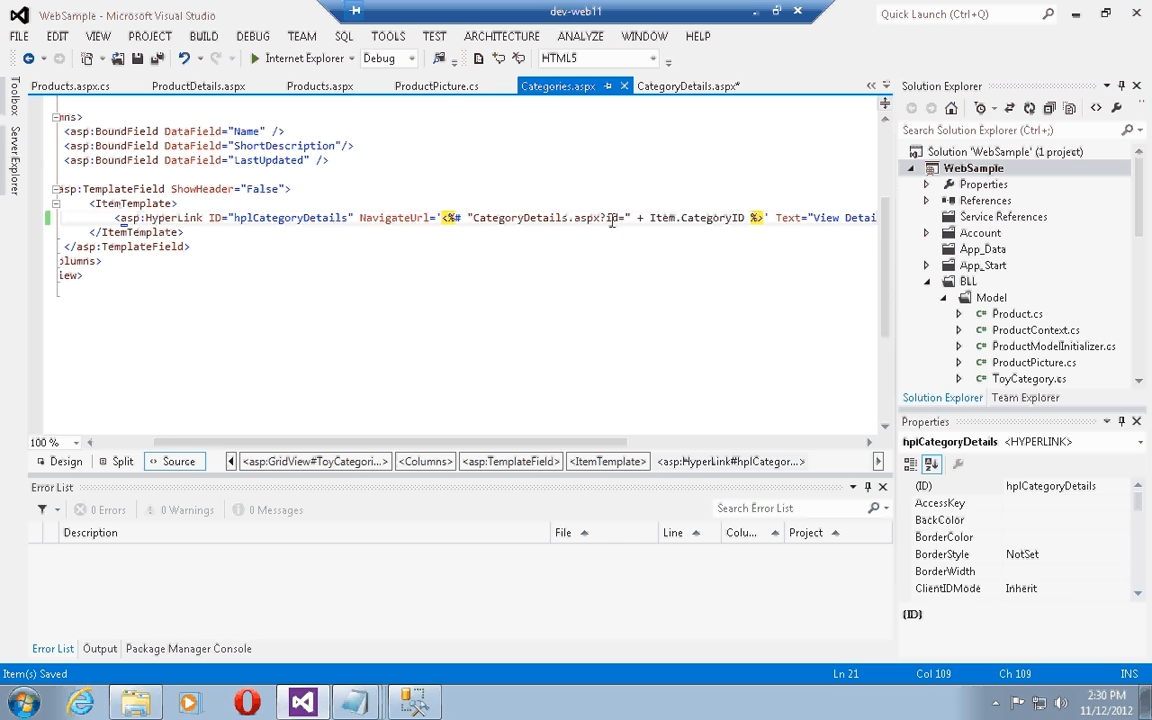 WebSample - Microsoft Visual Studio
dev-web11
Quick Launch (Ctrl+Q)
FILE EDIT VIEW PROJECT BUILD DEBUG TEAM SQL TOOLS TEST ARCHITECTURE ANALYZE WINDOW HELP
Internet Explorer Debug HTML5
Products.aspx.cs ProductDetails.aspx Products.aspx ProductPicture.cs Categories.aspx CategoryDetails.aspx*
Toolbox
Server Explorer
mns>
<asp:BoundField DataField="Name" />
<asp:BoundField DataField="ShortDescription"/>
<asp:BoundField DataField="LastUpdated" />
asp:TemplateField ShowHeader="False">
<ItemTemplate>
<asp:HyperLink ID="hplCategoryDetails" NavigateUrl='<%# "CategoryDetails.aspx?id=" + Item.CategoryID %>' Text="View Detai
</ItemTemplate>
</asp:TemplateField>
olumns>
iew>
100 %
Design Split Source <asp:GridView#ToyCategori...> <Columns> <asp:TemplateField> <ItemTemplate> <asp:HyperLink#hplCategor...>
Error List
0 Errors 0 Warnings 0 Messages Search Error List
Description File Line Colu... Project
Error List Output Package Manager Console
Solution Explorer
Search Solution Explorer (Ctrl+;)
Solution 'WebSample' (1 project)
WebSample
Properties
References
Service References
Account
App_Data
App_Start
BLL
Model
Product.cs
ProductContext.cs
ProductModelInitializer.cs
ProductPicture.cs
ToyCategory.cs
Solution Explorer Team Explorer
Properties
hplCategoryDetails <HYPERLINK>
(ID) hplCategoryDetails
AccessKey
BackColor
BorderColor
BorderStyle NotSet
BorderWidth
ClientIDMode Inherit
(ID)
Item(s) Saved Ln 21 Col 109 Ch 109 INS
2:30 PM
11/12/2012